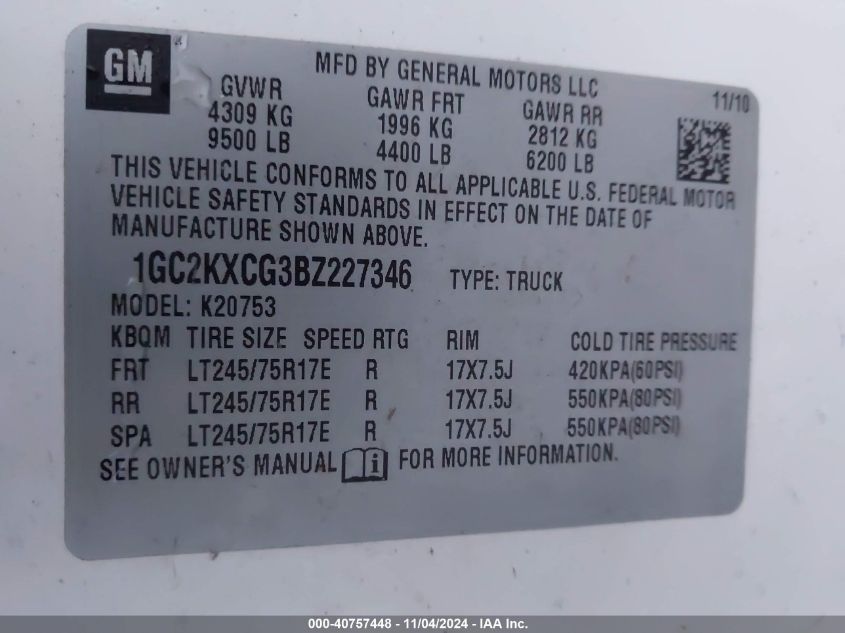 GM
MFD BY GENERAL MOTORS LLC
11/10
GVWR GAWR FRT GAWR RR
4309 KG 1996 KG 2812 KG
9500 LB 4400 LB 6200 LB
THIS VEHICLE CONFORMS TO ALL APPLICABLE U.S. FEDERAL MOTOR
VEHICLE SAFETY STANDARDS IN EFFECT ON THE DATE OF
MANUFACTURE SHOWN ABOVE.
1GC2KXCG3BZ227346 TYPE: TRUCK
MODEL: K20753
KBQM TIRE SIZE SPEED RTG RIM COLD TIRE PRESSURE
FRT LT245/75R17E R 17X7.5J 420KPA(60PSI)
RR LT245/75R17E R 17X7.5J 550KPA(80PSI)
SPA LT245/75R17E R 17X7.5J 550KPA(80PSI)
SEE OWNER'S MANUAL i FOR MORE INFORMATION.
000-40757448 - 11/04/2024 - IAA Inc.